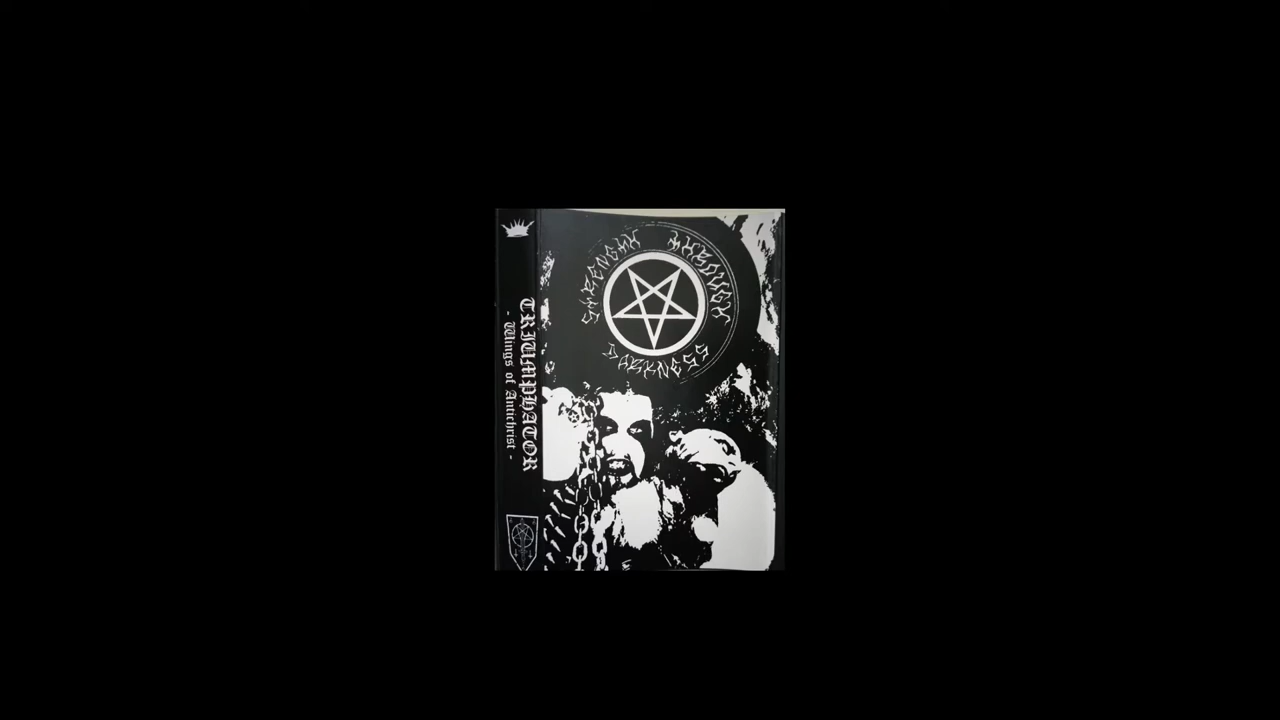 TRIUMPHATOR
- Wings of Antichrist -
STRENGTH THROUGH
DARKNESS